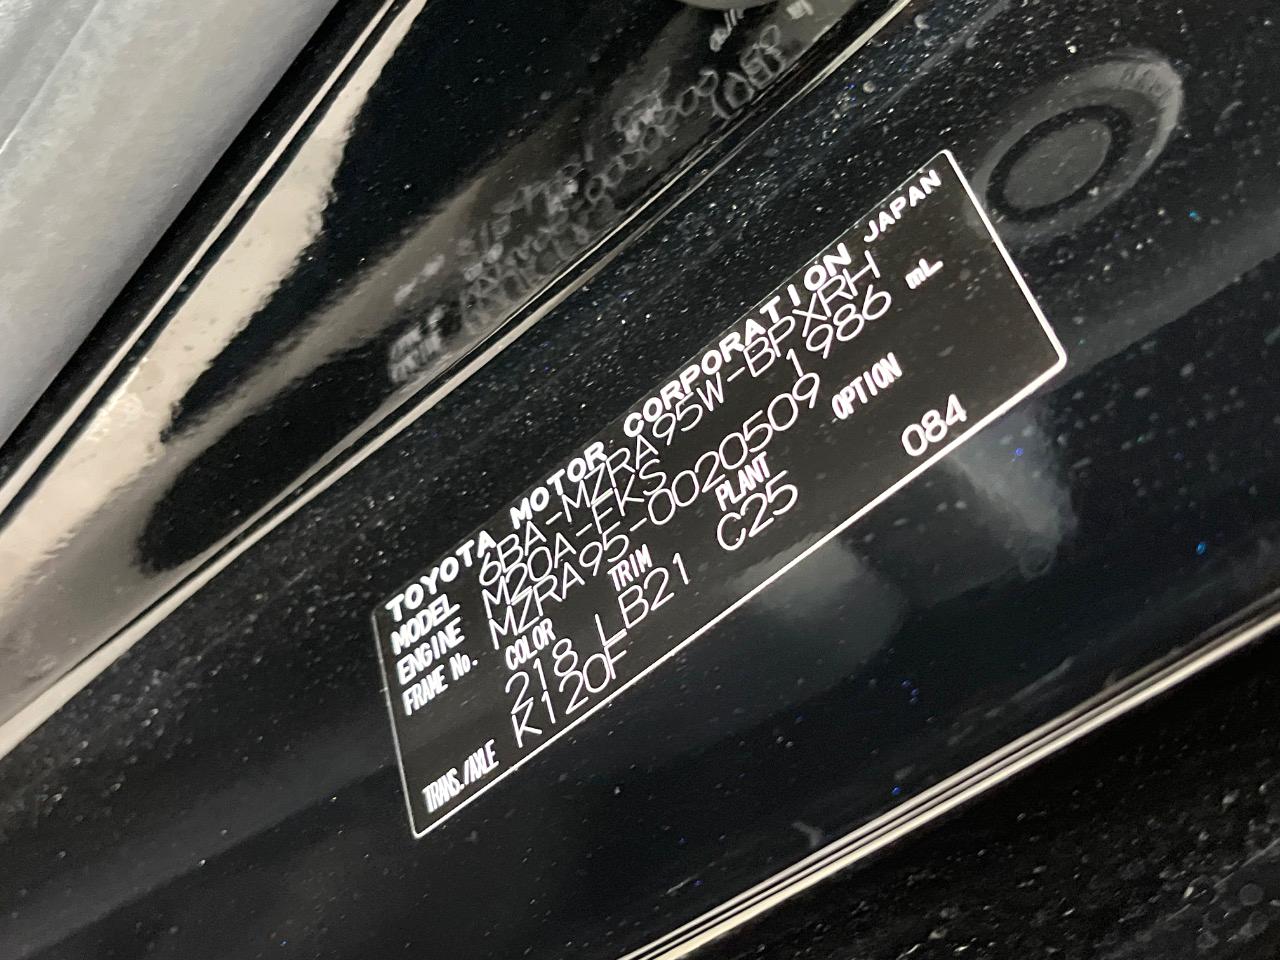 TOYOTA MOTOR CORPORATION JAPAN
MODEL 6BA-MZRA95W-BPXRH
ENGINE M20A-FKS 1986 mL
FRAME No. MZRA95-0020509
COLOR TRIM PLANT OPTION
218 LB21 C25 084
TRANS./AXLE K120F